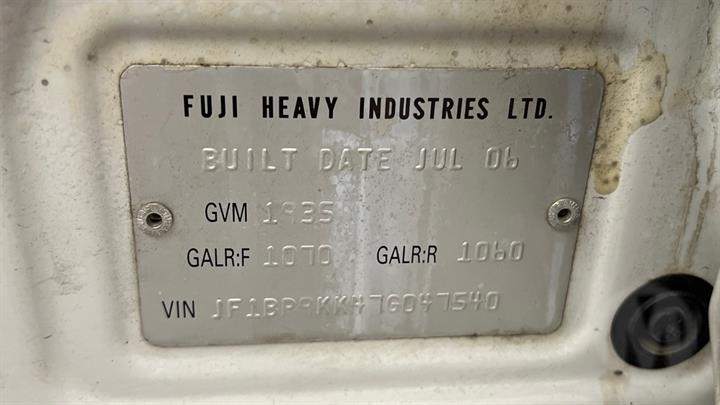 FUJI HEAVY INDUSTRIES LTD.
BUILT DATE JUL 06
GVM 1935
GALR:F 1070 GALR:R 1060
VIN JF1BP9KK47G047540